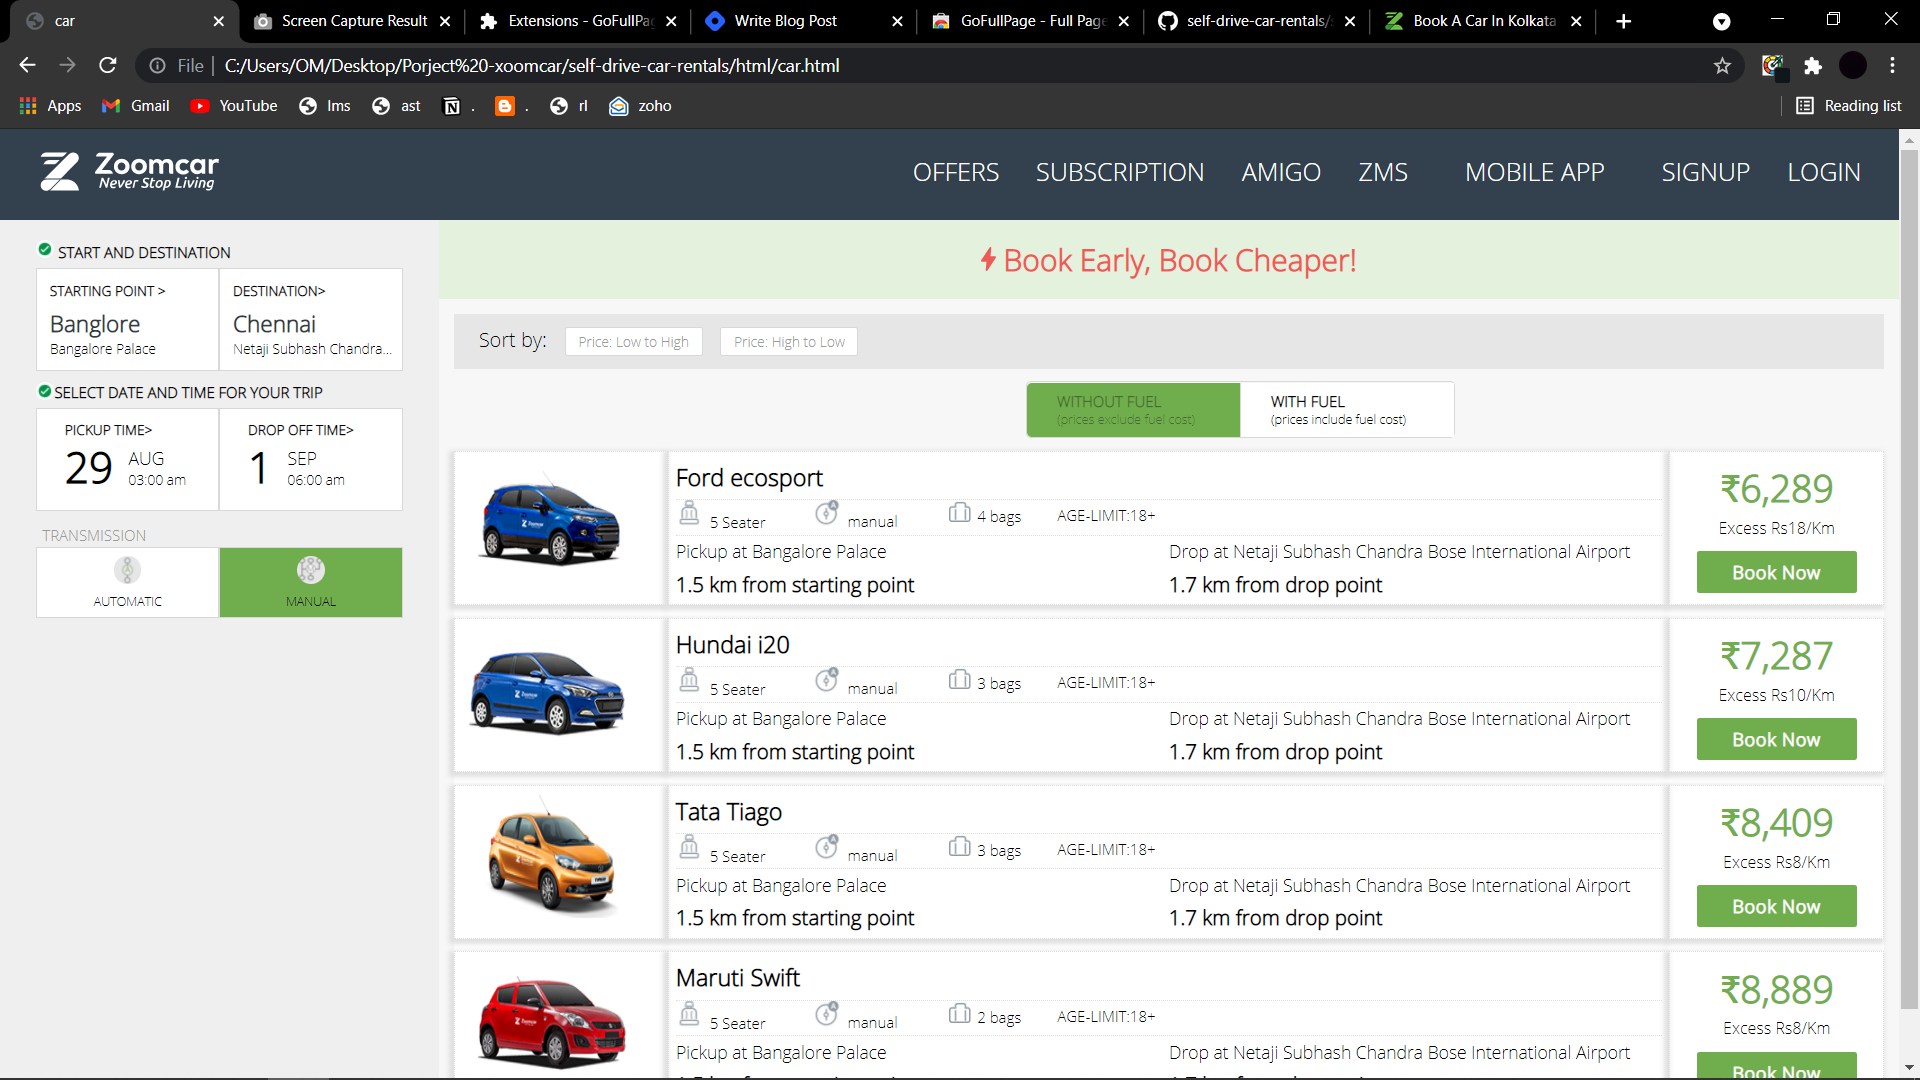 car
Screen Capture Result
Extensions - GoFullPag
Write Blog Post
GoFullPage - Full Page
self-drive-car-rentals/
Book A Car In Kolkata
File
C:/Users/OM/Desktop/Porject%20-xoomcar/self-drive-car-rentals/html/car.html
Apps
Gmail
YouTube
lms
ast
.
.
rl
zoho
Reading list
Zoomcar
Never Stop Living
OFFERS
SUBSCRIPTION
AMIGO
ZMS
MOBILE APP
SIGNUP
LOGIN
START AND DESTINATION
STARTING POINT >
Banglore
Bangalore Palace
DESTINATION>
Chennai
Netaji Subhash Chandra...
SELECT DATE AND TIME FOR YOUR TRIP
PICKUP TIME>
29
AUG
03:00 am
DROP OFF TIME>
1
SEP
06:00 am
TRANSMISSION
AUTOMATIC
MANUAL
Book Early, Book Cheaper!
Sort by:
Price: Low to High
Price: High to Low
WITHOUT FUEL
(prices exclude fuel cost)
WITH FUEL
(prices include fuel cost)
Ford ecosport
5 Seater
manual
4 bags
AGE-LIMIT:18+
Pickup at Bangalore Palace
Drop at Netaji Subhash Chandra Bose International Airport
1.5 km from starting point
1.7 km from drop point
₹6,289
Excess Rs18/Km
Book Now
Hundai i20
5 Seater
manual
3 bags
AGE-LIMIT:18+
Pickup at Bangalore Palace
Drop at Netaji Subhash Chandra Bose International Airport
1.5 km from starting point
1.7 km from drop point
₹7,287
Excess Rs10/Km
Book Now
Tata Tiago
5 Seater
manual
3 bags
AGE-LIMIT:18+
Pickup at Bangalore Palace
Drop at Netaji Subhash Chandra Bose International Airport
1.5 km from starting point
1.7 km from drop point
₹8,409
Excess Rs8/Km
Book Now
Maruti Swift
5 Seater
manual
2 bags
AGE-LIMIT:18+
Pickup at Bangalore Palace
Drop at Netaji Subhash Chandra Bose International Airport
₹8,889
Excess Rs8/Km
Book Now